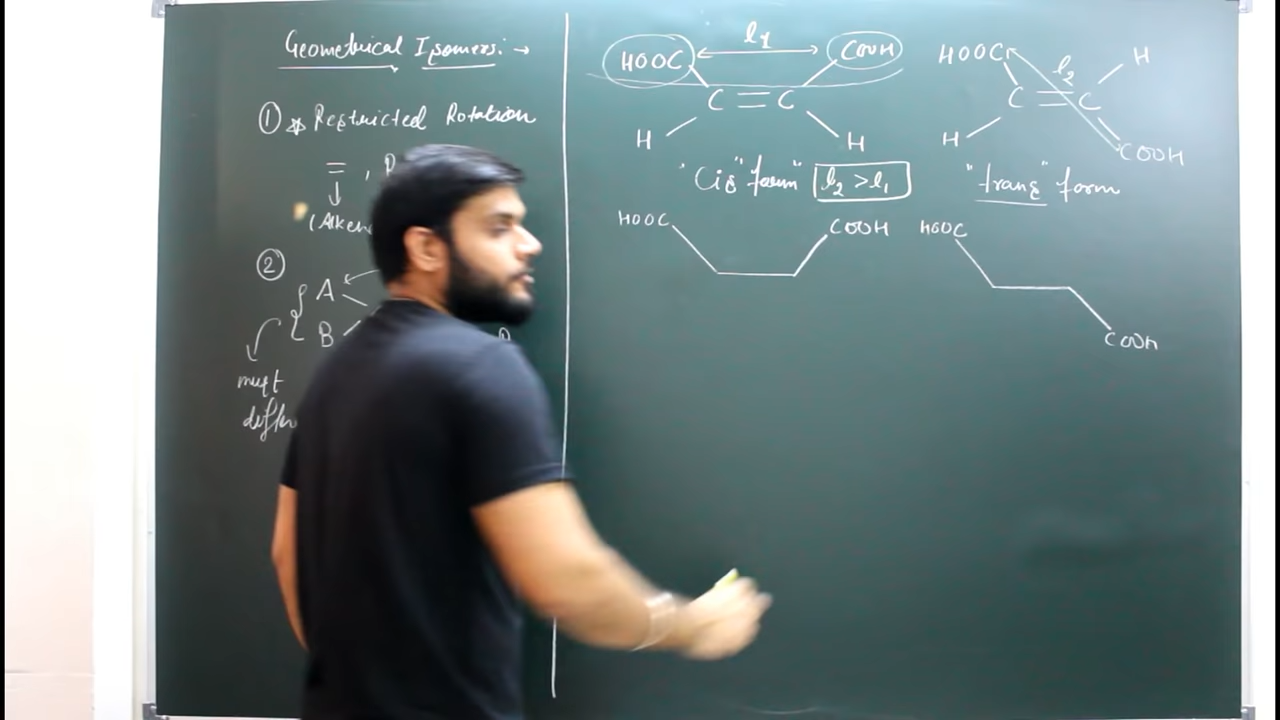 Geometrical Isomers: →
① Restricted Rotation
= ,
(Alken
②
A
B
must
HOOC l1 COOH
C = C
H H
"Cis" form" l2 > l1
HOOC COOH
HOOC l2 H
C = C
H COOH
"trans" form
HOOC
COOH